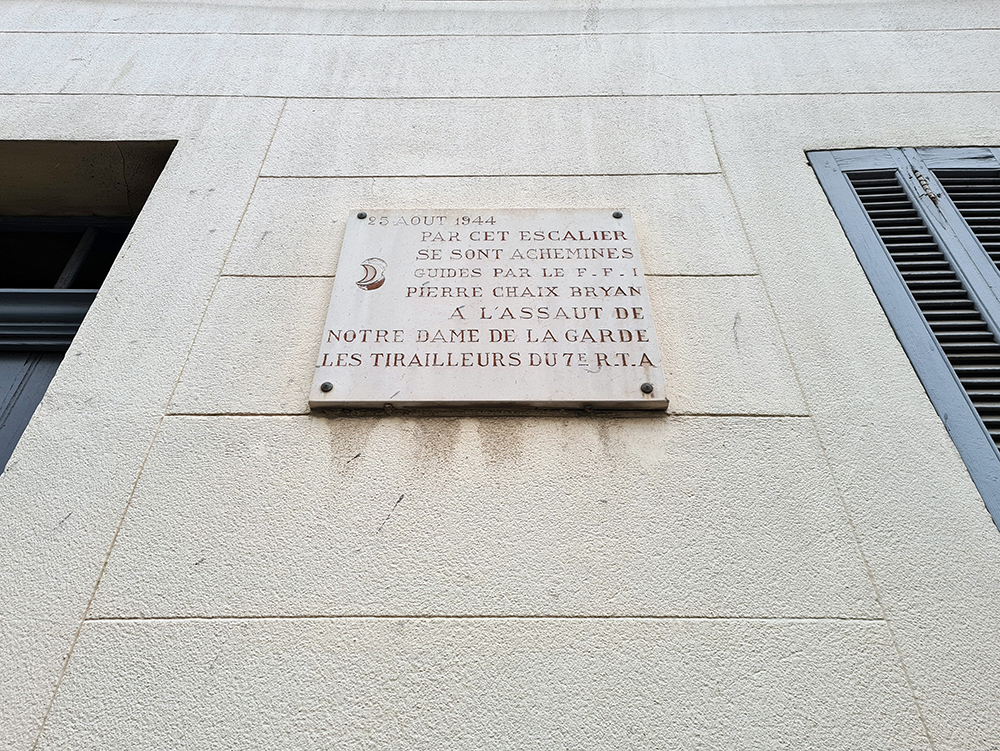 25 AOUT 1944
PAR CET ESCALIER
SE SONT ACHEMINES
GUIDES PAR LE F-F-I
PIERRE CHAIX BRYAN
A L'ASSAUT DE
NOTRE DAME DE LA GARDE
LES TIRAILLEURS DU 7E R.T.A